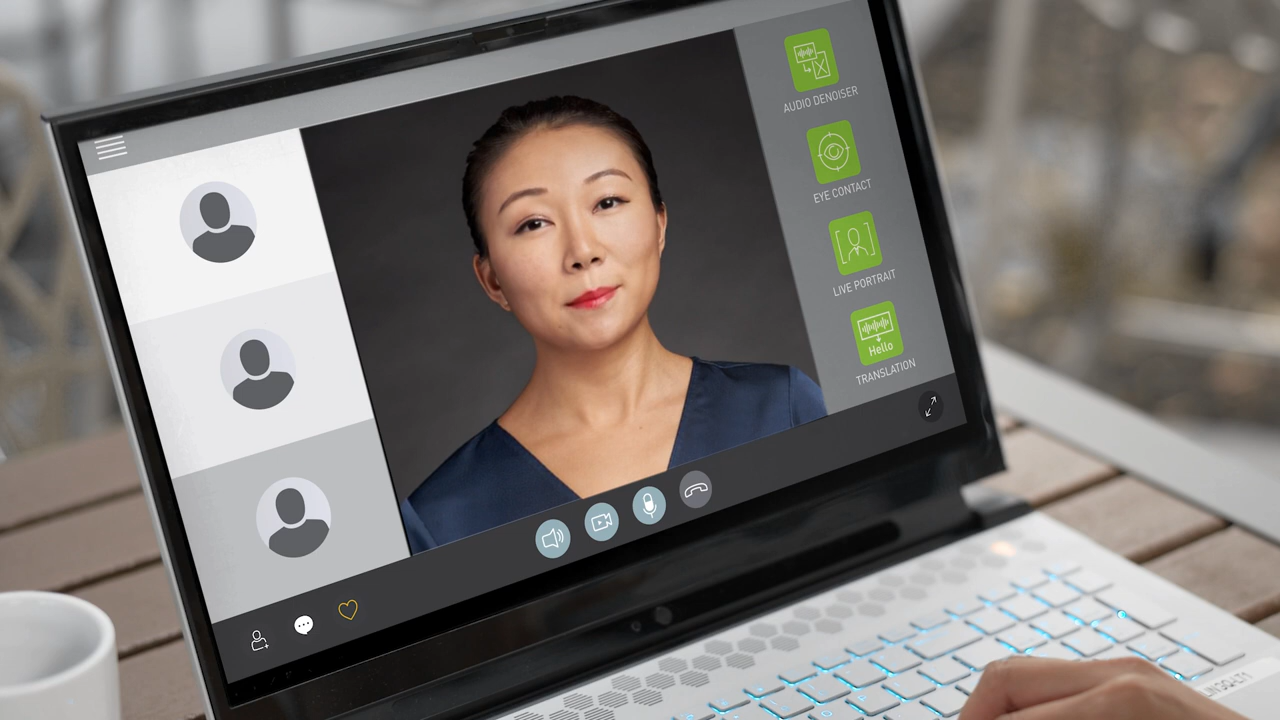 AUDIO DENOISER
EYE CONTACT
LIVE PORTRAIT
Hello
TRANSLATION